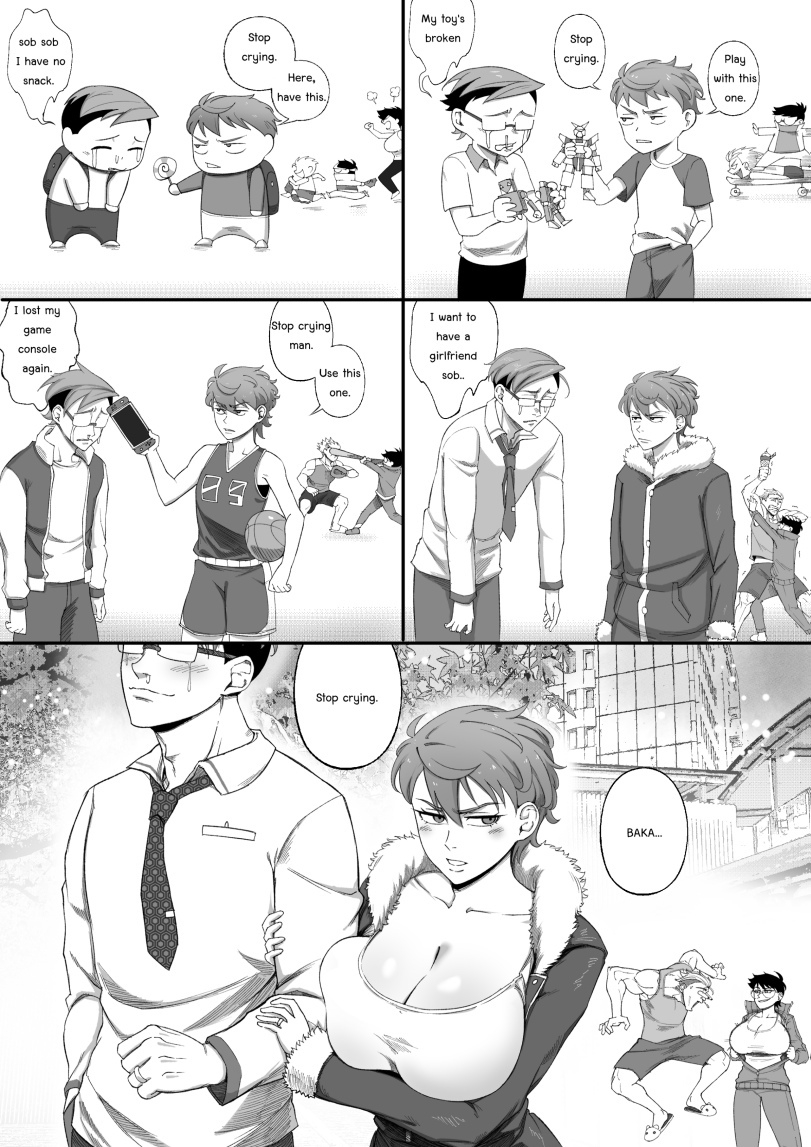 sob sob
I have no
snack.
Stop
crying.
Here,
have this.
My toy's
broken
Stop
crying.
Play
with this
one.
I lost my
game
console
again.
Stop crying
man.
Use this
one.
09
I want to
have a
girlfriend
sob..
Stop crying.
BAKA...